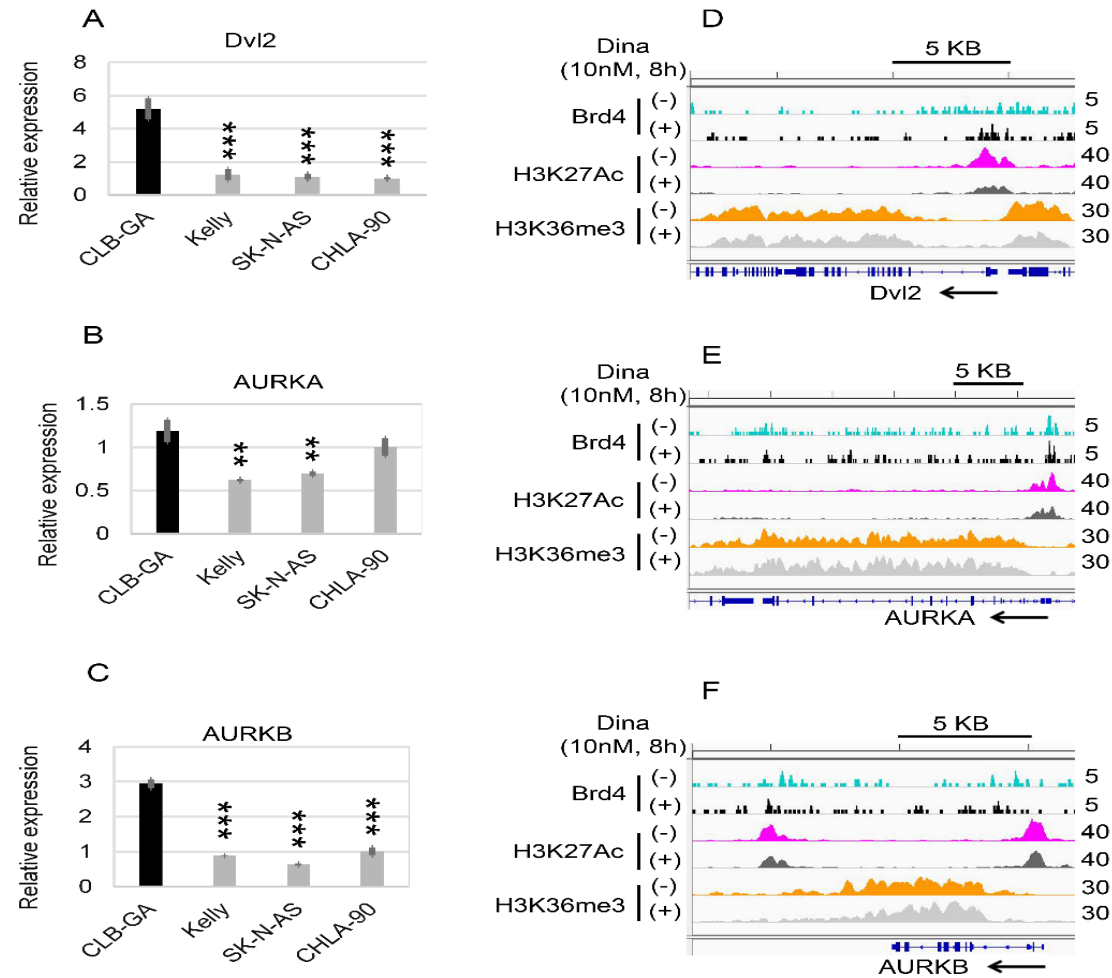 A
Dvl2
Relative expression
8
6
4
2
0
***
***
***
CLB-GA
Kelly
SK-N-AS
CHLA-90
B
AURKA
Relative expression
1.5
1
0.5
0
**
**
CLB-GA
Kelly
SK-N-AS
CHLA-90
C
AURKB
Relative expression
4
3
2
1
0
***
***
***
CLB-GA
Kelly
SK-N-AS
CHLA-90
D
Dina
(10nM, 8h)
5 KB
Brd4
(-)
5
(+)
5
H3K27Ac
(-)
40
(+)
40
H3K36me3
(-)
30
(+)
30
Dvl2
E
Dina
(10nM, 8h)
5 KB
Brd4
(-)
5
(+)
5
H3K27Ac
(-)
40
(+)
40
H3K36me3
(-)
30
(+)
30
AURKA
F
Dina
(10nM, 8h)
5 KB
Brd4
(-)
5
(+)
5
H3K27Ac
(-)
40
(+)
40
H3K36me3
(-)
30
(+)
30
AURKB